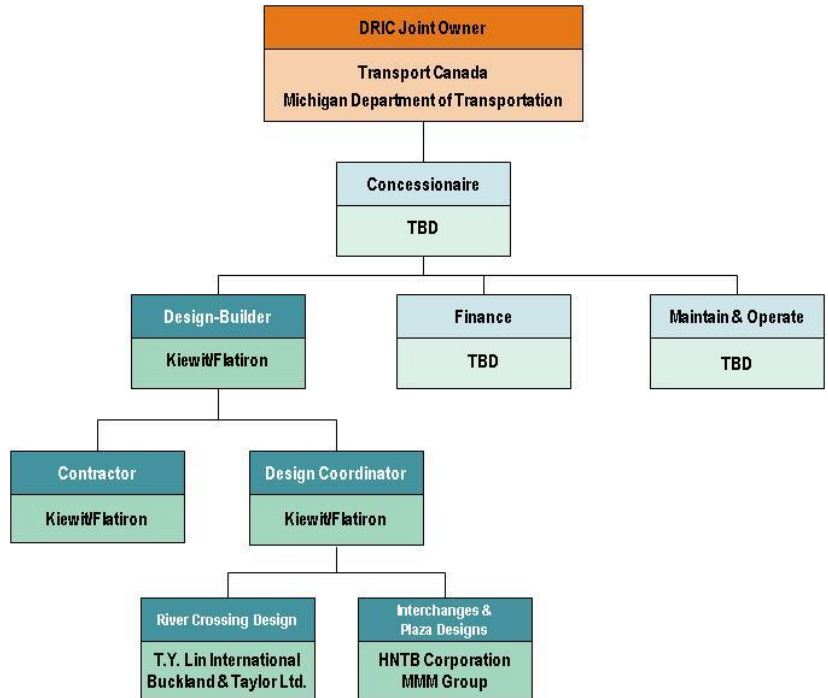 DRIC Joint Owner
Transport Canada
Michigan Department of Transportation
Concessionaire
TBD
Design-Builder
Kiewit/Flatiron
Finance
TBD
Maintain & Operate
TBD
Contractor
Kiewit/Flatiron
Design Coordinator
Kiewit/Flatiron
River Crossing Design
T.Y. Lin International
Buckland & Taylor Ltd.
Interchanges &
Plaza Designs
HNTB Corporation
MMM Group